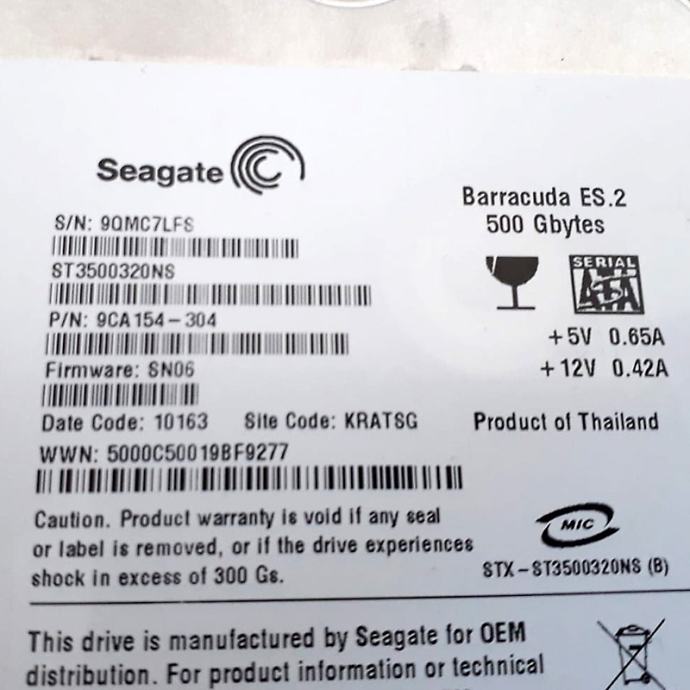 Seagate
Barracuda ES.2
500 Gbytes
S/N: 9QMC7LFS
ST3500320NS
SERIAL
ATA
P/N: 9CA154-304
+5V 0.65A
Firmware: SN06
+12V 0.42A
Date Code: 10163 Site Code: KRATSG
Product of Thailand
WWN: 5000C50019BF9277
Caution. Product warranty is void if any seal
or label is removed, or if the drive experiences
shock in excess of 300 Gs.
MIC
STX-ST3500320NS (B)
This drive is manufactured by Seagate for OEM
distribution. For product information or technical